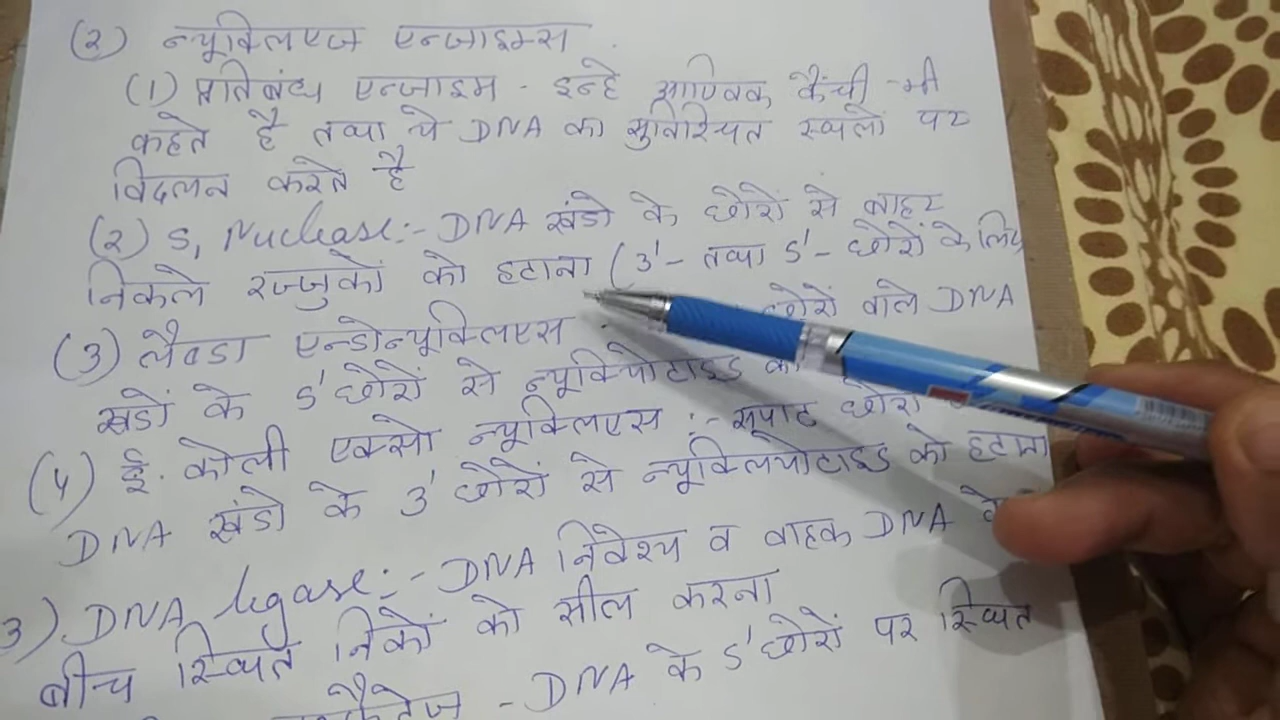 (2) न्यूक्लिएज एन्जाइम्स
(1) प्रतिबंध एन्जाइम - इन्हे आण्विक कैंची भी
कहते है तथा ये DNA का सुनिश्चित स्थलों पर
विदलन करते है
(2) S, Nuclease:- DNA खंडो के छोरों से बाहर
निकले रज्जुकों को हटाना (3'- तथा 5'- छोरों के लिए
(3) लैम्डा एन्डोन्यूक्लिएस छोरों वाले DNA
खंडों के 5' छोरों से न्यूक्लियोटाइड का
(4) ई. कोली एक्सो न्यूक्लिएस :- सपाट छोरों
DNA खंडो के 3' छोरों से न्यूक्लियोटाइड को हटाना
3) DNA ligase:- DNA निवेश्य व वाहक DNA के
बीच स्थित निकों को सील करना
- DNA के 5' छोरों पर स्थित